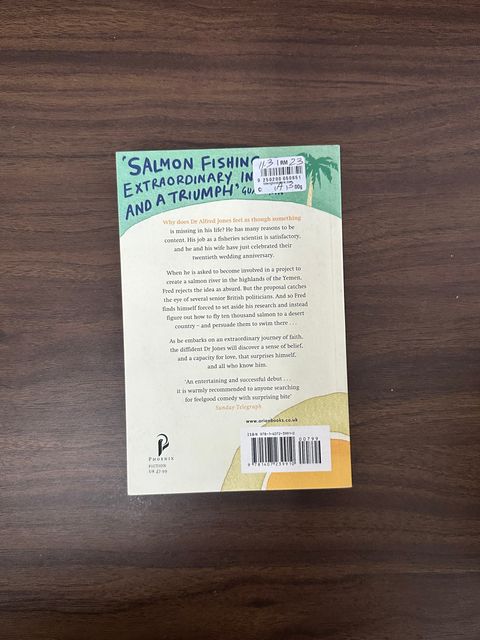 'SALMON FISHING
EXTRAORDINARY IN
AND A TRIUMPH'
RM 23
9 250200 050951
Why does Dr Alfred Jones feel as though something
is missing in his life? He has many reasons to be
content. His job as a fisheries scientist is satisfactory,
and he and his wife have just celebrated their
twentieth wedding anniversary.
When he is asked to become involved in a project to
create a salmon river in the highlands of the Yemen,
Fred rejects the idea as absurd. But the proposal catches
the eye of several senior British politicians. And so Fred
finds himself forced to set aside his research and instead
figure out how to fly ten thousand salmon to a desert
country – and persuade them to swim there . . .
As he embarks on an extraordinary journey of faith,
the diffident Dr Jones will discover a sense of belief,
and a capacity for love, that surprises himself,
and all who know him.
'An entertaining and successful debut . . .
it is warmly recommended to anyone searching
for feelgood comedy with surprising bite'
Sunday Telegraph
www.orionbooks.co.uk
00799
PHOENIX
FICTION
UK £7.99